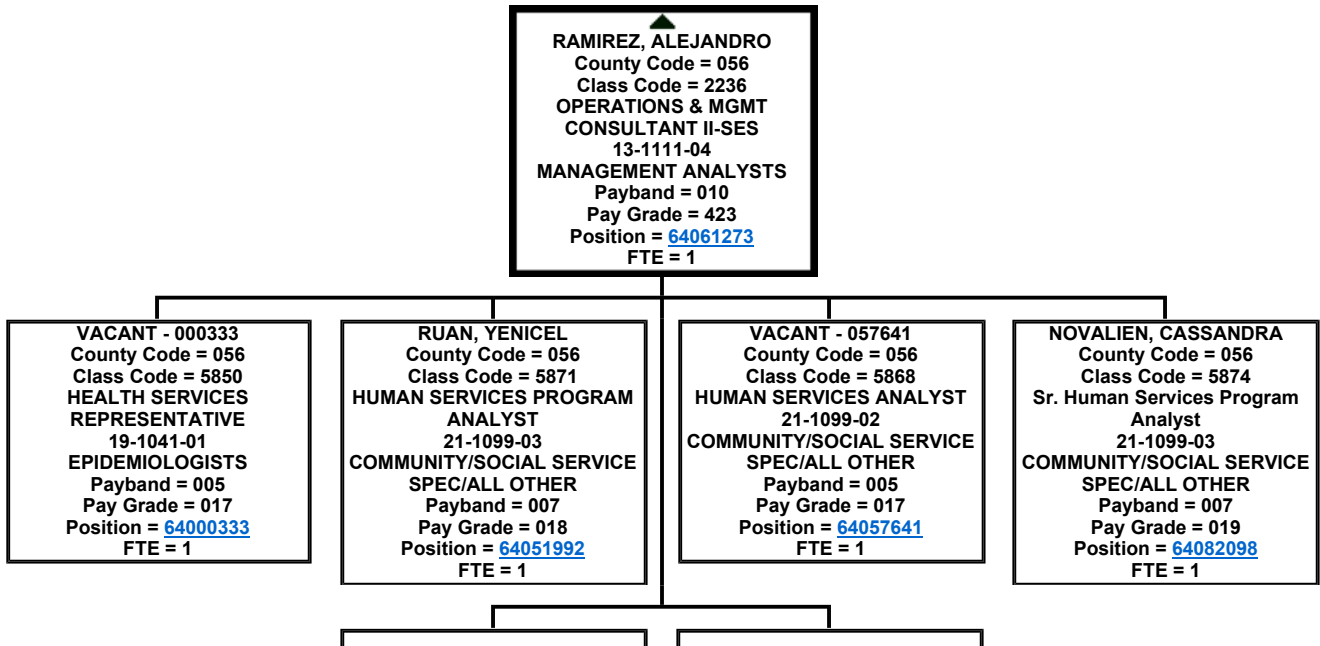 RAMIREZ, ALEJANDRO
County Code = 056
Class Code = 2236
OPERATIONS & MGMT
CONSULTANT II-SES
13-1111-04
MANAGEMENT ANALYSTS
Payband = 010
Pay Grade = 423
Position = 64061273
FTE = 1
VACANT - 000333
County Code = 056
Class Code = 5850
HEALTH SERVICES
REPRESENTATIVE
19-1041-01
EPIDEMIOLOGISTS
Payband = 005
Pay Grade = 017
Position = 64000333
FTE = 1
RUAN, YENICEL
County Code = 056
Class Code = 5871
HUMAN SERVICES PROGRAM
ANALYST
21-1099-03
COMMUNITY/SOCIAL SERVICE
SPEC/ALL OTHER
Payband = 007
Pay Grade = 018
Position = 64051992
FTE = 1
VACANT - 057641
County Code = 056
Class Code = 5868
HUMAN SERVICES ANALYST
21-1099-02
COMMUNITY/SOCIAL SERVICE
SPEC/ALL OTHER
Payband = 005
Pay Grade = 017
Position = 64057641
FTE = 1
NOVALIEN, CASSANDRA
County Code = 056
Class Code = 5874
Sr. Human Services Program
Analyst
21-1099-03
COMMUNITY/SOCIAL SERVICE
SPEC/ALL OTHER
Payband = 007
Pay Grade = 019
Position = 64082098
FTE = 1